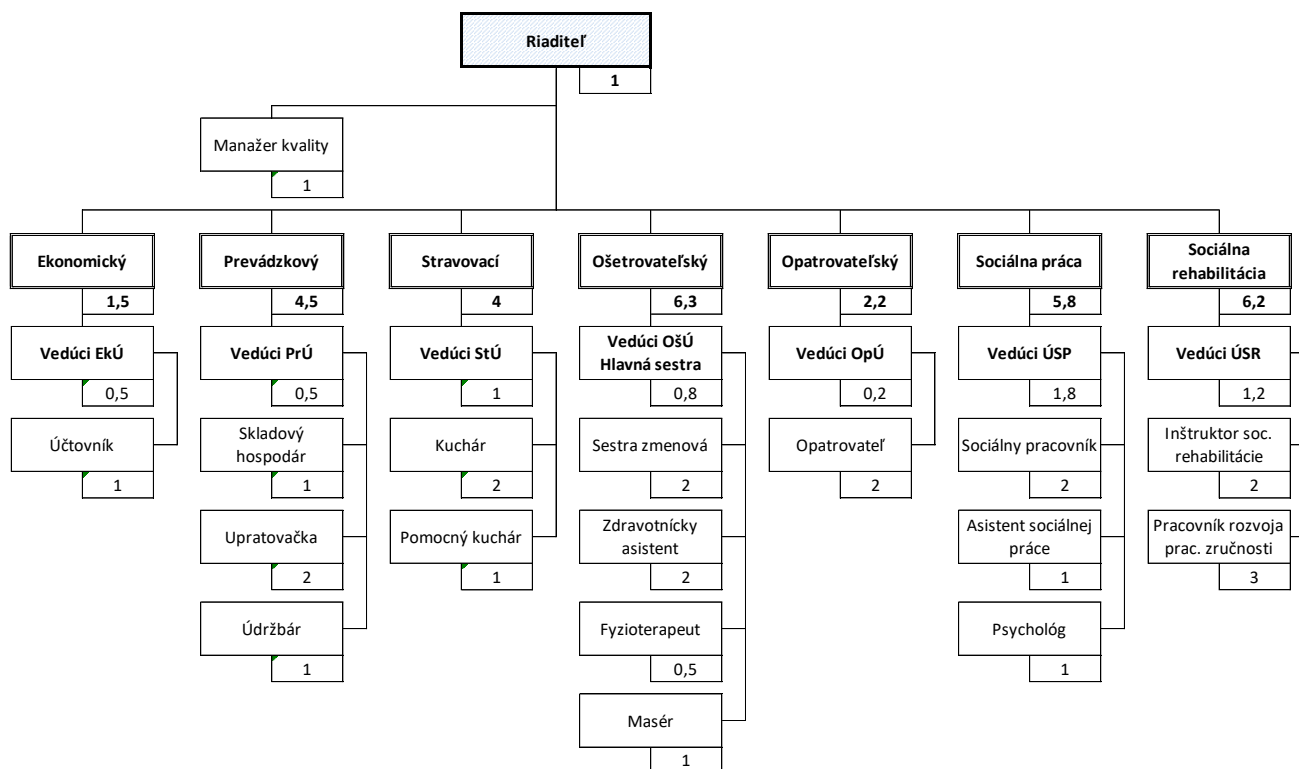 Riaditeľ
1
Manažer kvality
1
Ekonomický
1,5
Vedúci EkÚ
0,5
Účtovník
1
Prevádzkový
4,5
Vedúci PrÚ
0,5
Skladový
hospodár
1
Upratovačka
2
Údržbár
1
Stravovací
4
Vedúci StÚ
1
Kuchár
2
Pomocný kuchár
1
Ošetrovateľský
6,3
Vedúci OšÚ
Hlavná sestra
0,8
Sestra zmenová
2
Zdravotnícky
asistent
2
Fyzioterapeut
0,5
Masér
1
Opatrovateľský
2,2
Vedúci OpÚ
0,2
Opatrovateľ
2
Sociálna práca
5,8
Vedúci ÚSP
1,8
Sociálny pracovník
2
Asistent sociálnej
práce
1
Psychológ
1
Sociálna
rehabilitácia
6,2
Vedúci ÚSR
1,2
Inštruktor soc.
rehabilitácie
2
Pracovník rozvoja
prac. zručnosti
3